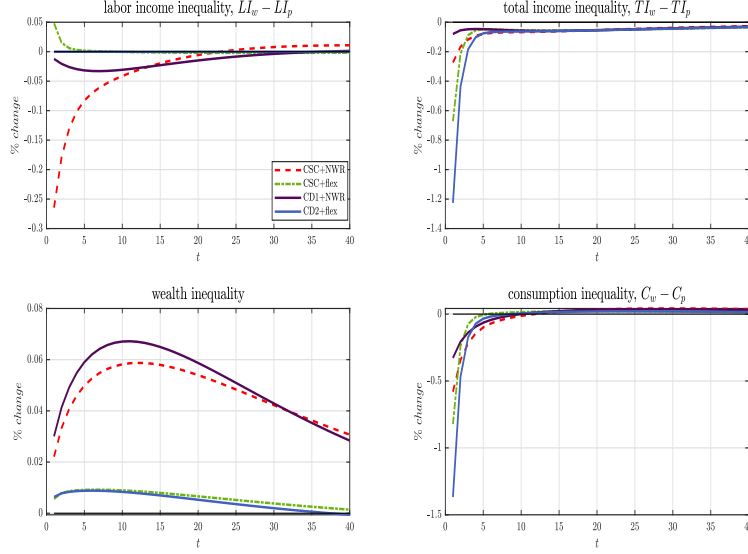 labor income inequality, LI_w − LI_p
0.05
0
-0.05
-0.1
-0.15
-0.2
-0.25
-0.3
% change
0 5 10 15 20 25 30 35 40
t
CSC+NWR
CSC+flex
CD1+NWR
CD2+flex
total income inequality, TI_w − TI_p
0
-0.2
-0.4
-0.6
-0.8
-1
-1.2
-1.4
% change
0 5 10 15 20 25 30 35 40
t
wealth inequality
0.08
0.06
0.04
0.02
0
% change
0 5 10 15 20 25 30 35 40
t
consumption inequality, C_w − C_p
0
-0.5
-1
-1.5
% change
0 5 10 15 20 25 30 35 40
t